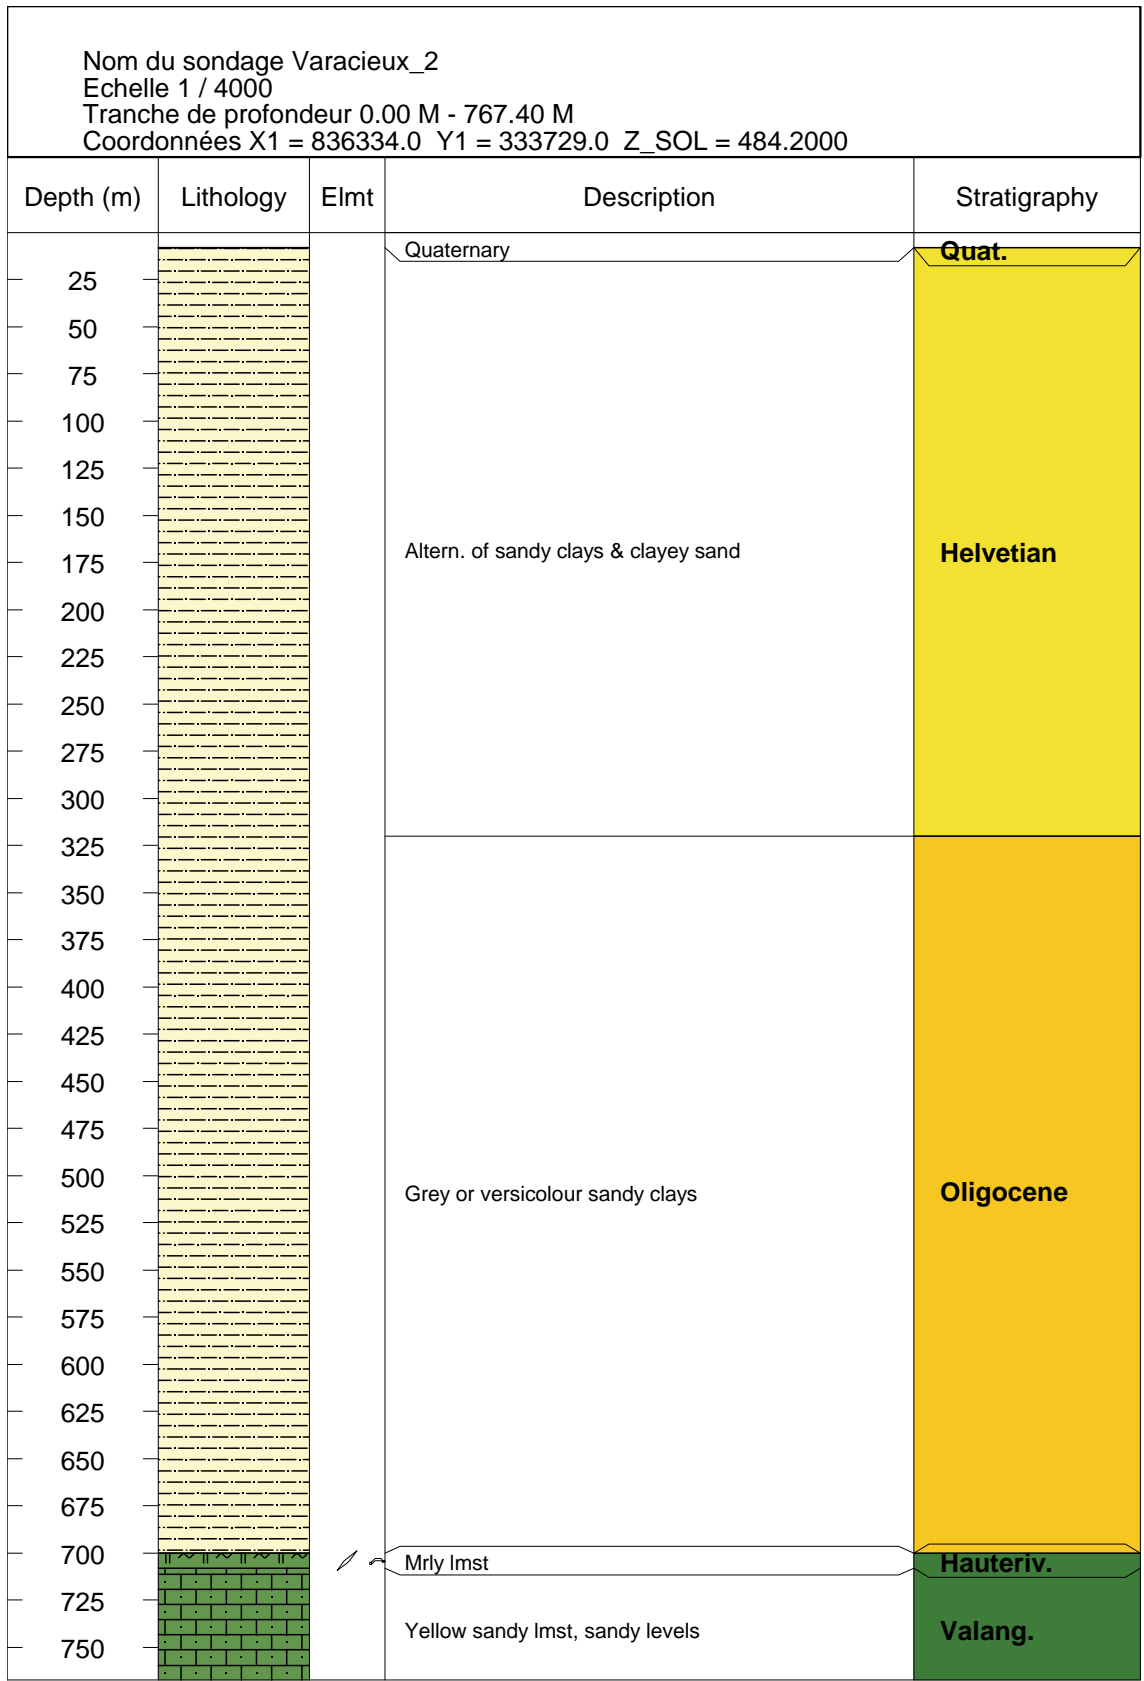 Nom du sondage Varacieux_2
Echelle 1 / 4000
Tranche de profondeur 0.00 M - 767.40 M
Coordonnées X1 = 836334.0 Y1 = 333729.0 Z_SOL = 484.2000
Depth (m) Lithology Elmt Description Stratigraphy
Quaternary Quat.
25
50
75
100
125
150
Altern. of sandy clays & clayey sand Helvetian
175
200
225
250
275
300
325
350
375
400
425
450
475
500
Grey or versicolour sandy clays Oligocene
525
550
575
600
625
650
675
700 Mrly lmst Hauteriv.
725
Yellow sandy lmst, sandy levels Valang.
750